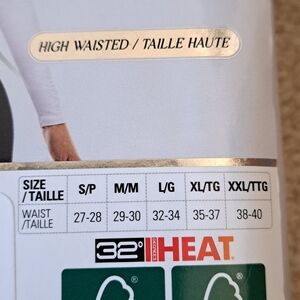 HIGH WAISTED / TAILLE HAUTE
SIZE /TAILLE S/P M/M L/G XL/TG XXL/TTG
WAIST /TAILLE 27-28 29-30 32-34 35-37 38-40
32° HEAT